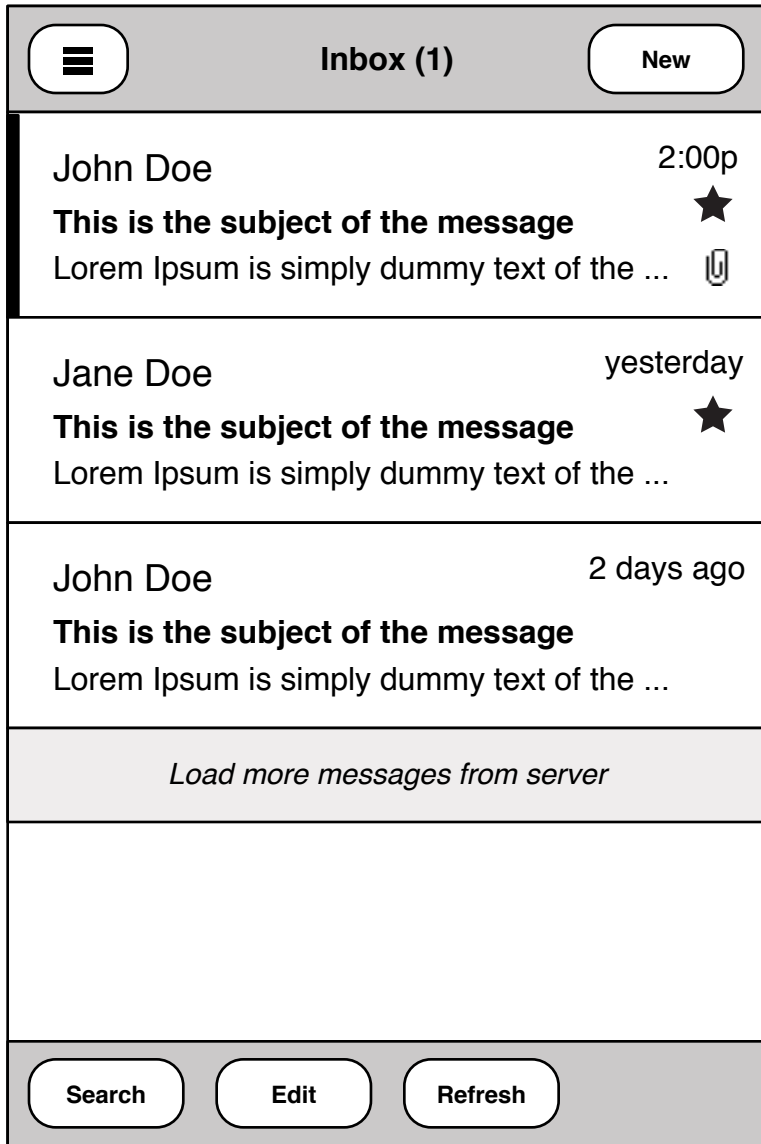 Inbox (1)
New
John Doe
2:00p
This is the subject of the message
Lorem Ipsum is simply dummy text of the ...
Jane Doe
yesterday
This is the subject of the message
Lorem Ipsum is simply dummy text of the ...
John Doe
2 days ago
This is the subject of the message
Lorem Ipsum is simply dummy text of the ...
Load more messages from server
Search
Edit
Refresh